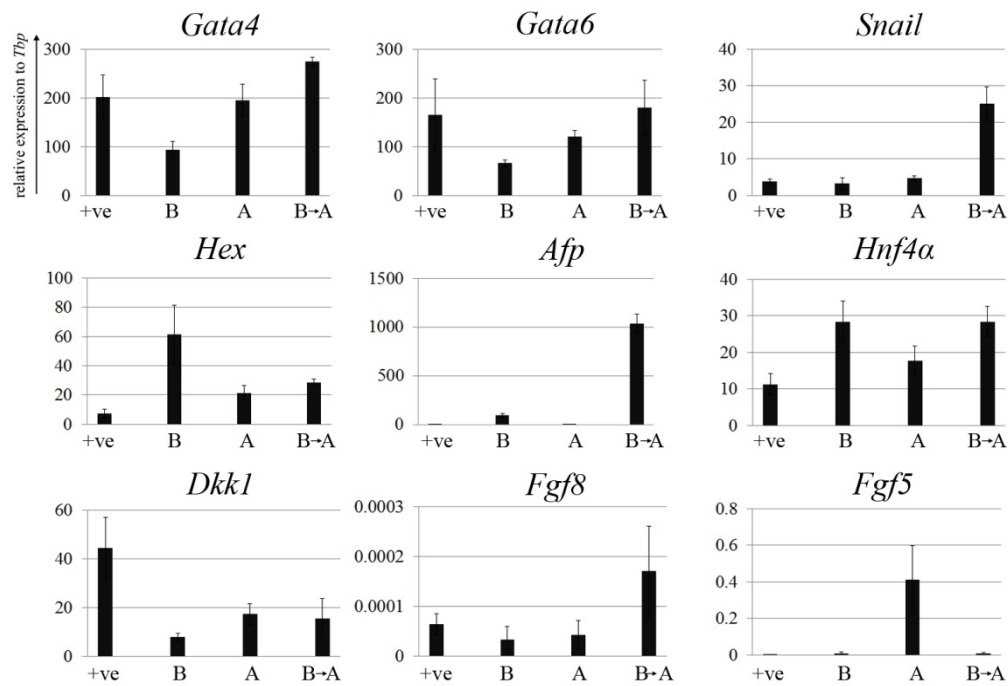 Gata4
Gata6
Snail
relative expression to Tbp
300
200
100
0
+ve B A B→A
300
200
100
0
+ve B A B→A
40
30
20
10
0
+ve B A B→A
Hex
Afp
Hnf4α
100
80
60
40
20
0
+ve B A B→A
1500
1000
500
0
+ve B A B→A
40
30
20
10
0
+ve B A B→A
Dkk1
Fgf8
Fgf5
60
40
20
0
+ve B A B→A
0.0003
0.0002
0.0001
0
+ve B A B→A
0.8
0.6
0.4
0.2
0
+ve B A B→A